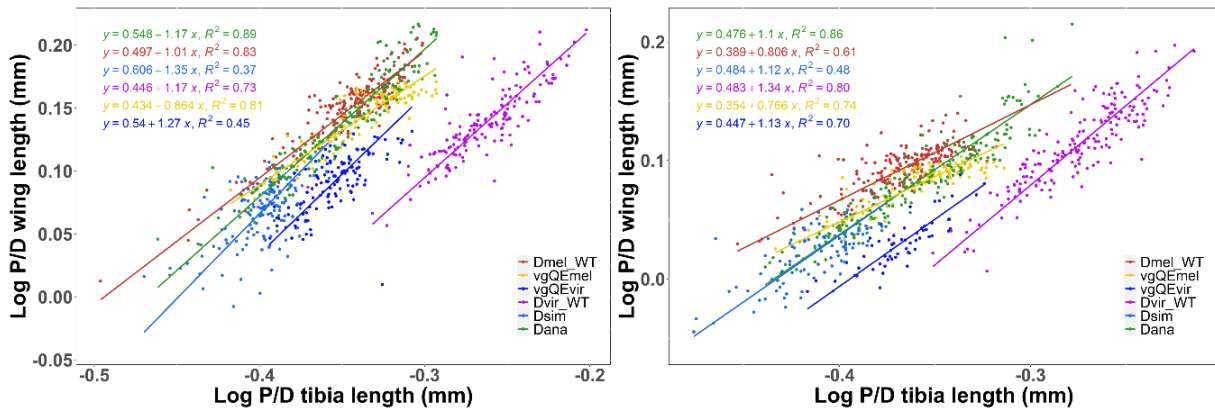 y = 0.548 + 1.17 x, R² = 0.89
y = 0.497 + 1.01 x, R² = 0.83
y = 0.606 + 1.35 x, R² = 0.37
y = 0.446 + 1.17 x, R² = 0.73
y = 0.434 + 0.864 x, R² = 0.81
y = 0.54 + 1.27 x, R² = 0.45
0.20
0.15
0.10
0.05
0.00
-0.05
Log P/D wing length (mm)
Dmel_WT
vgQEmel
vgQEvir
Dvir_WT
Dsim
Dana
-0.5 -0.4 -0.3 -0.2
Log P/D tibia length (mm)
y = 0.476 + 1.1 x, R² = 0.86
y = 0.389 + 0.806 x, R² = 0.61
y = 0.484 + 1.12 x, R² = 0.48
y = 0.483 + 1.34 x, R² = 0.80
y = 0.354 + 0.766 x, R² = 0.74
y = 0.447 + 1.13 x, R² = 0.70
0.2
0.1
0.0
Log P/D wing length (mm)
Dmel_WT
vgQEmel
vgQEvir
Dvir_WT
Dsim
Dana
-0.4 -0.3
Log P/D tibia length (mm)